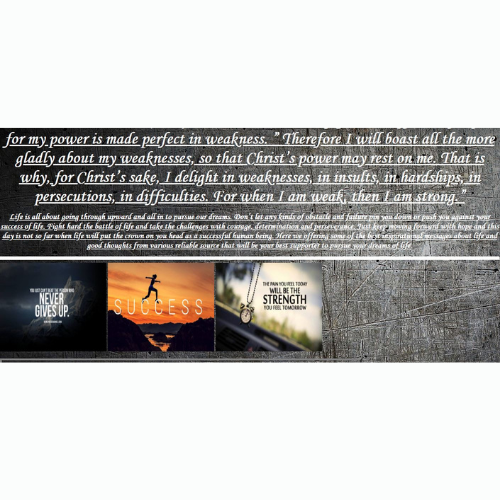 for my power is made perfect in weakness. ” Therefore I will boast all the more
gladly about my weaknesses, so that Christ’s power may rest on me. That is
why, for Christ’s sake, I delight in weaknesses, in insults, in hardships, in
persecutions, in difficulties. For when I am weak, then I am strong.”
Life is all about going through upward and all in to pursue our dreams. Don't let any kinds of obstacle and failure pin you down or push you against your
success of life. Fight hard the battle of life and take the challenges with courage, determination and perseverance. Just keep moving forward with hope and this
day is not so far when life will put the crown on you head as a successful human being. Here we offering some of the best inspirational messages about life and
good thoughts from various reliable source that will be your best supporter to pursue your dreams of life.
YOU JUST CAN'T BEAT THE PERSON WHO
NEVER
GIVES UP.
SUCCESS
THE PAIN YOU FEEL TODAY
WILL BE THE
STRENGTH
YOU FEEL TOMORROW